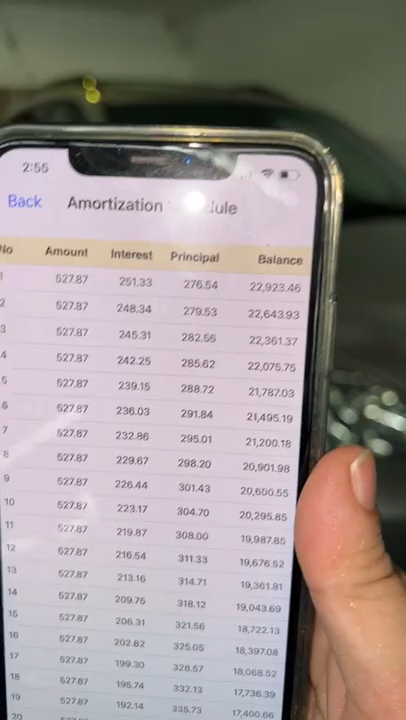 2:55
Back Amortization
No Amount Interest Principal Balance
1 527.87 251.33 276.54 22,923.46
2 527.87 248.34 279.53 22,643.93
3 527.87 245.31 282.56 22,361.37
4 527.87 242.25 285.62 22,075.75
5 527.87 239.15 288.72 21,787.03
6 527.87 236.03 291.84 21,495.19
7 527.87 232.86 295.01 21,200.18
8 527.87 229.67 298.20 20,901.98
9 527.87 226.44 301.43 20,600.55
10 527.87 223.17 304.70 20,295.85
11 527.87 219.87 308.00 19,987.85
12 527.87 216.54 311.33 19,676.52
13 527.87 213.16 314.71 19,361.81
14 527.87 209.75 318.12 19,043.69
15 527.87 206.31 321.56 18,722.13
16 527.87 202.82 325.05 18,397.08
17 527.87 199.30 328.57 18,068.52
18 527.87 195.74 332.13 17,736.39
19 527.87 192.14 335.73 17,400.66
20